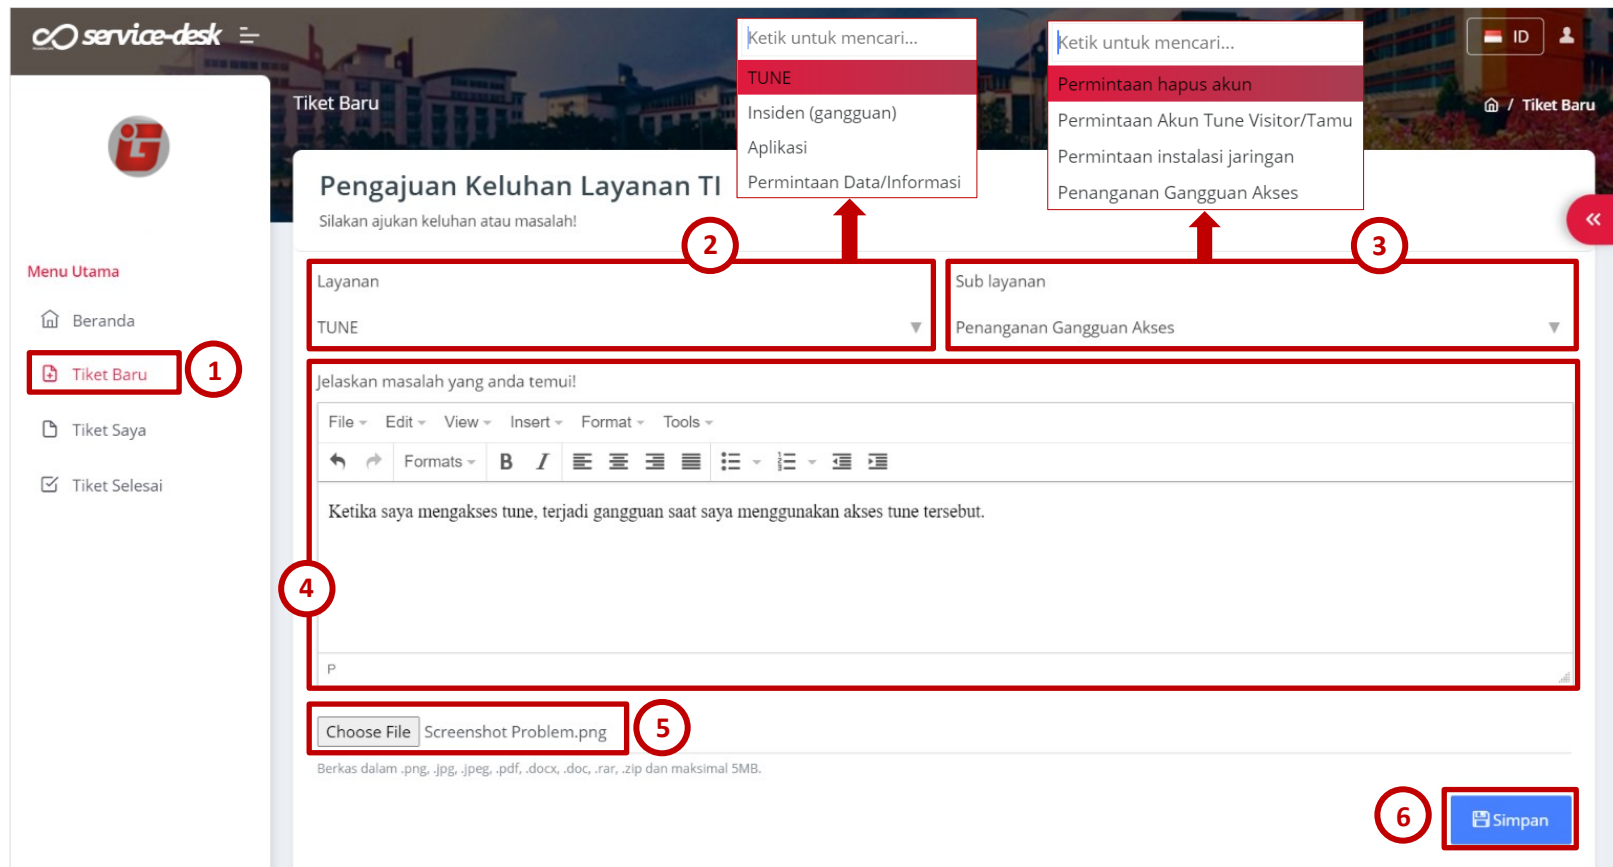 service-desk
Ketik untuk mencari...
TUNE
Insiden (gangguan)
Aplikasi
Permintaan Data/Informasi
Ketik untuk mencari...
Permintaan hapus akun
Permintaan Akun Tune Visitor/Tamu
Permintaan instalasi jaringan
Penanganan Gangguan Akses
ID
Tiket Baru
/ Tiket Baru
Pengajuan Keluhan Layanan TI
Silakan ajukan keluhan atau masalah!
2
3
Menu Utama
Beranda
Tiket Baru
1
Tiket Saya
Tiket Selesai
Layanan
TUNE
Sub layanan
Penanganan Gangguan Akses
Jelaskan masalah yang anda temui!
File Edit View Insert Format Tools
Formats B I
Ketika saya mengakses tune, terjadi gangguan saat saya menggunakan akses tune tersebut.
4
P
Choose File Screenshot Problem.png
5
Berkas dalam .png, .jpg, .jpeg, .pdf, .docx, .doc, .rar, .zip dan maksimal 5MB.
6
Simpan